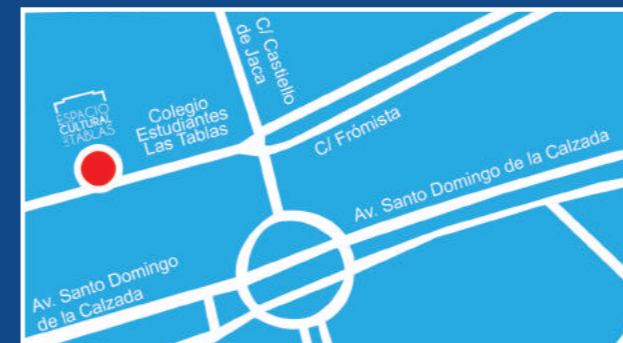 C/ Castiello
de Jaca
ESPACIO
CULTURAL
TABLAS
Colegio
Estudiantes
Las Tablas
C/ Frómista
Av. Santo Domingo de la Calzada
Av. Santo Domingo
de la Calzada